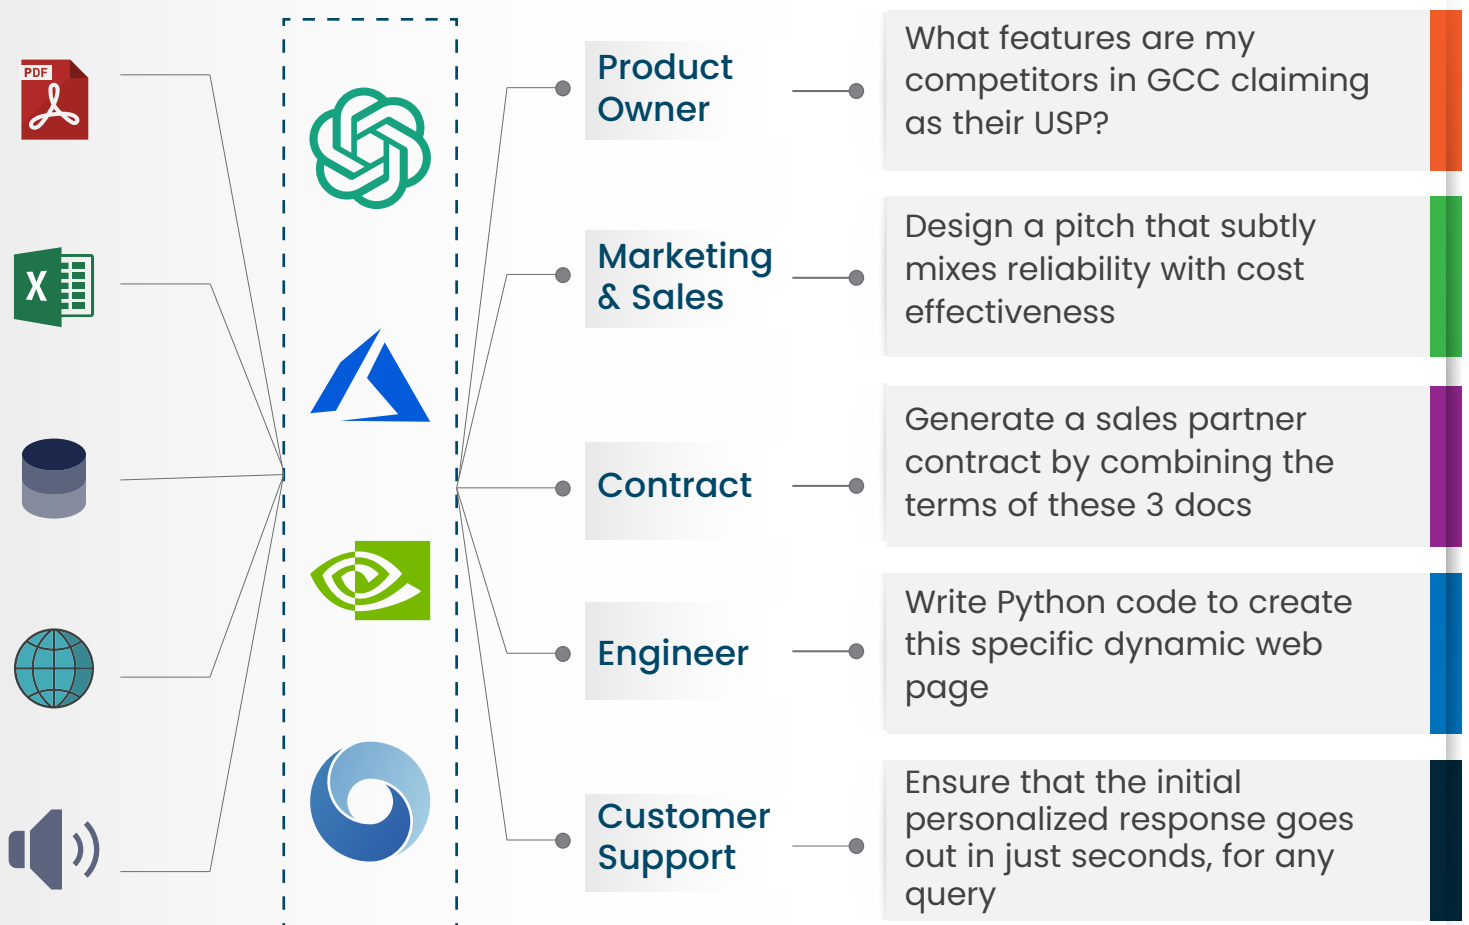 PDF
X
Product
Owner
What features are my
competitors in GCC claiming
as their USP?
Marketing
& Sales
Design a pitch that subtly
mixes reliability with cost
effectiveness
Contract
Generate a sales partner
contract by combining the
terms of these 3 docs
Engineer
Write Python code to create
this specific dynamic web
page
Customer
Support
Ensure that the initial
personalized response goes
out in just seconds, for any
query